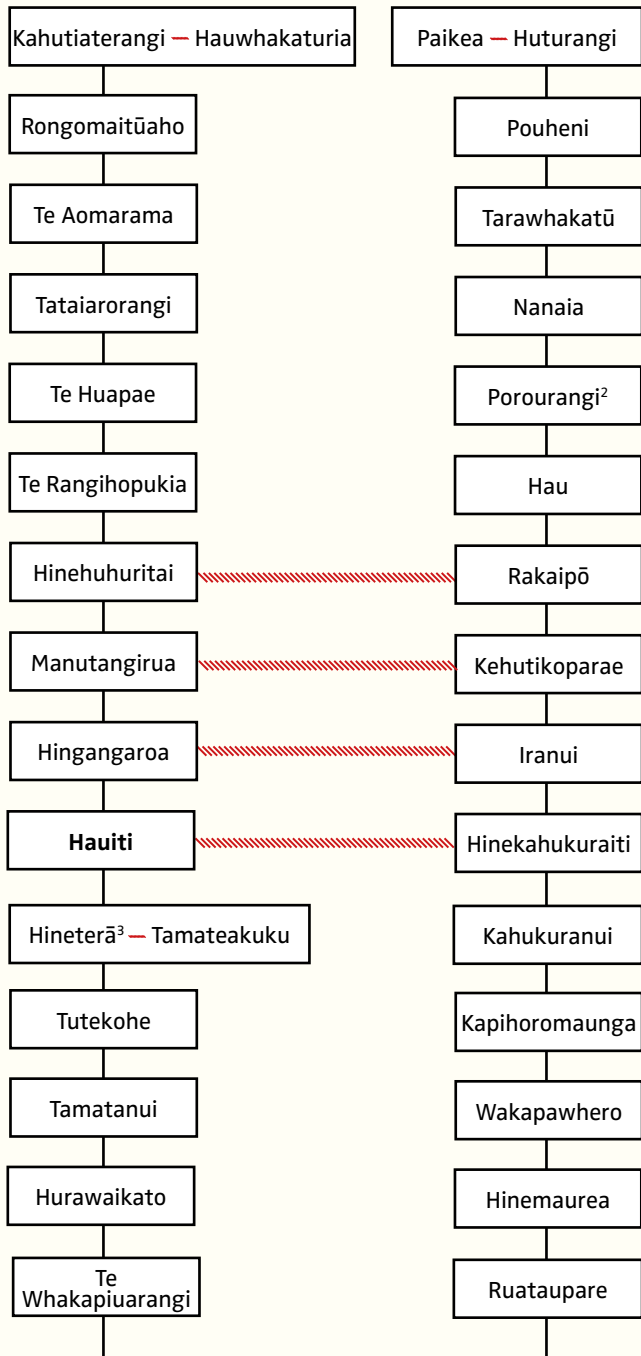 Kahutiaterangi — Hauwhakaturia
Rongomaitūaho
Te Aomarama
Tataiarorangi
Te Huapae
Te Rangihopukia
Hinehuhuritai
Manutangirua
Hingangaroa
Hauiti
Hineterā³ — Tamateakuku
Tutekohe
Tamatanui
Hurawaikato
Te
Whakapiuarangi
Paikea — Huturangi
Pouheni
Tarawhakatū
Nanaia
Porourangi²
Hau
Rakaipō
Kehutikoparae
Iranui
Hinekahukuraiti
Kahukuranui
Kapihoromaunga
Wakapawhero
Hinemaurea
Ruataupare